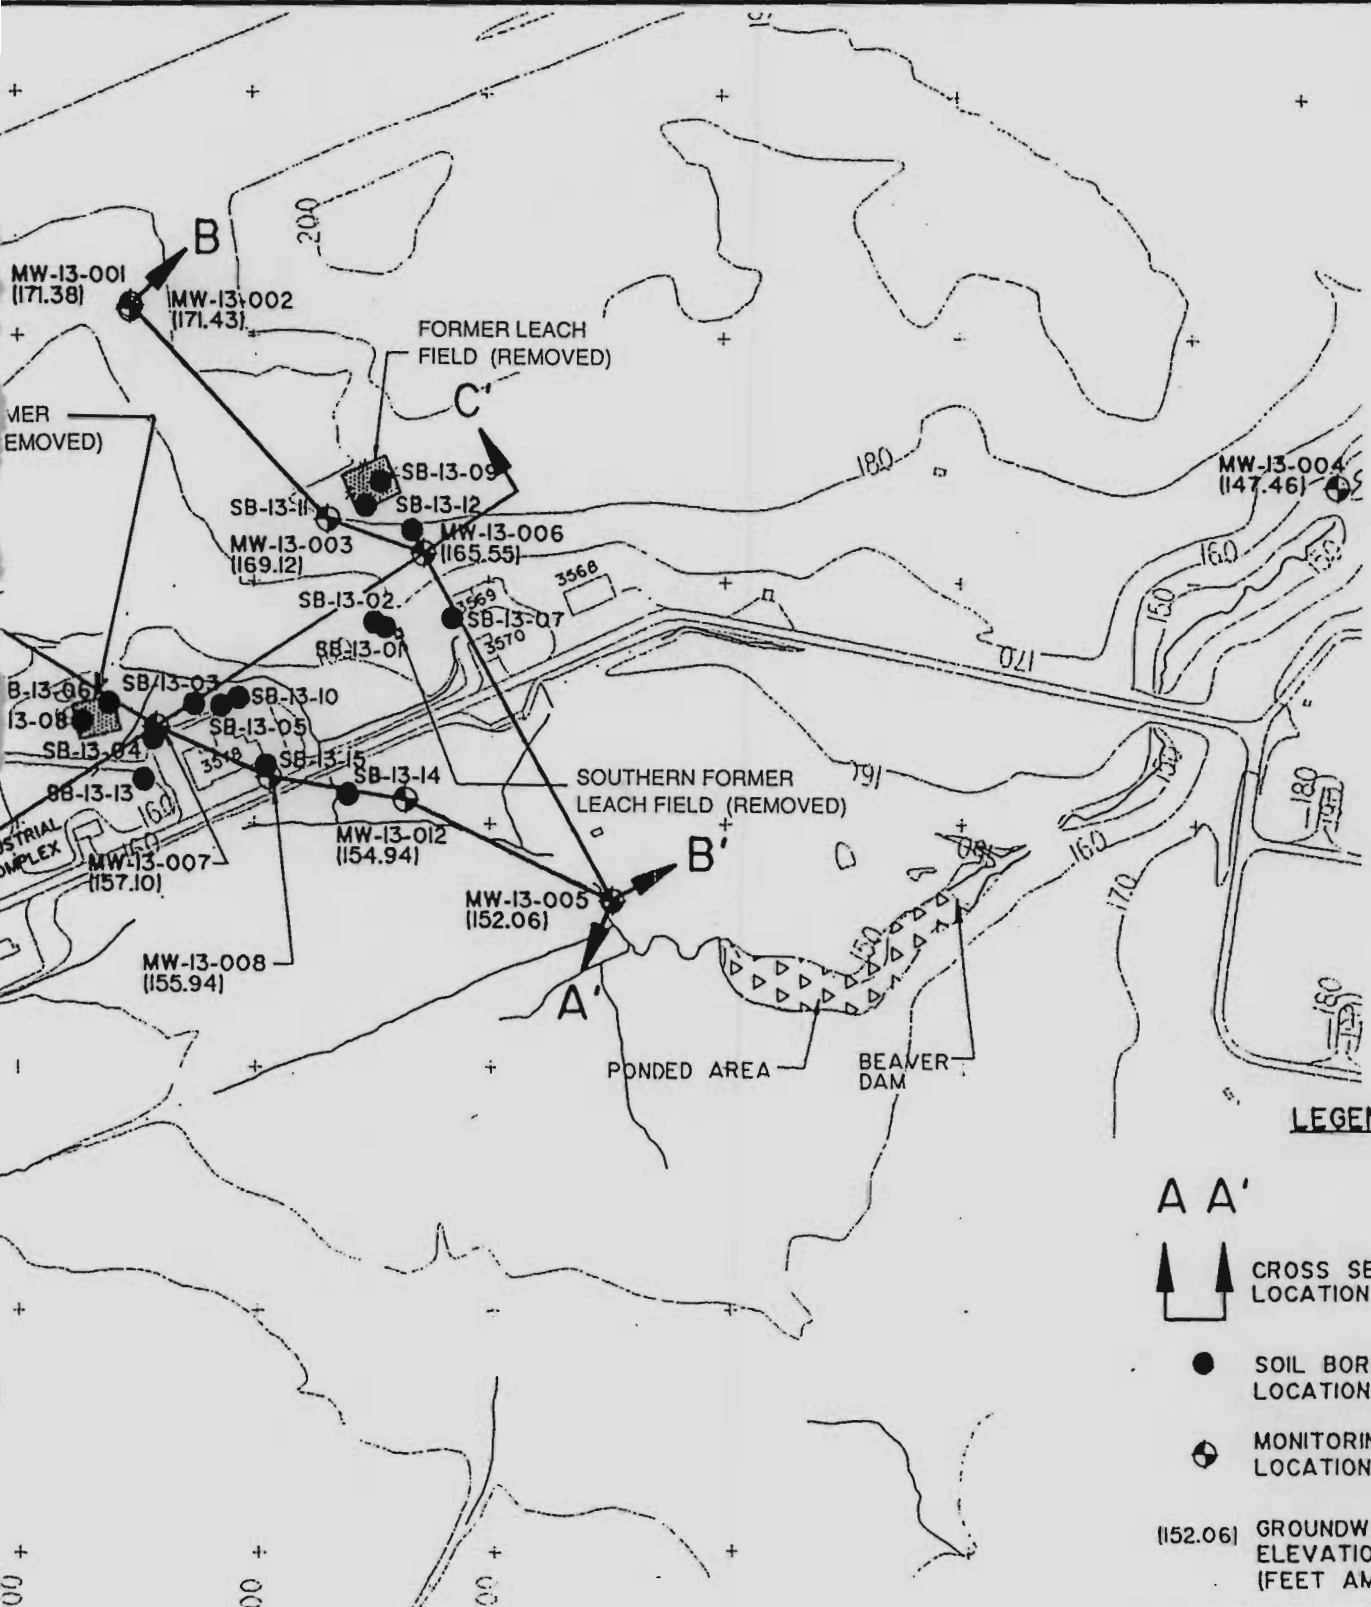 200
B
MW-13-001
(171.38)
MW-13-002
(171.43)
FORMER LEACH
FIELD (REMOVED)
C'
MER
EMOVED)
180
MW-13-004
(147.46)
SB-13-09
SB-13-11
SB-13-12
MW-13-003
(169.12)
MW-13-006
(165.55)
160
150
150
3568
3569
SB-13-02
SB-13-07
SB-13-01
3570
170
B-13-06
SB-13-03
SB-13-10
13-08
SB-13-05
SB-13-04
SB-13-15
SB-13-14
SB-13-13
SOUTHERN FORMER
LEACH FIELD (REMOVED)
150
180
160
160
USTRIAL
OMPLEX
MW-13-007
(157.10)
MW-13-012
(154.94)
160
170
B'
MW-13-005
(152.06)
150
MW-13-008
(155.94)
A'
180
PONDED AREA
BEAVER
DAM
LEGEN
A A'
CROSS SE
LOCATION
SOIL BOR
LOCATION
MONITORIN
LOCATION
(152.06) GROUNDW
ELEVATIO
(FEET AM
00
00
00